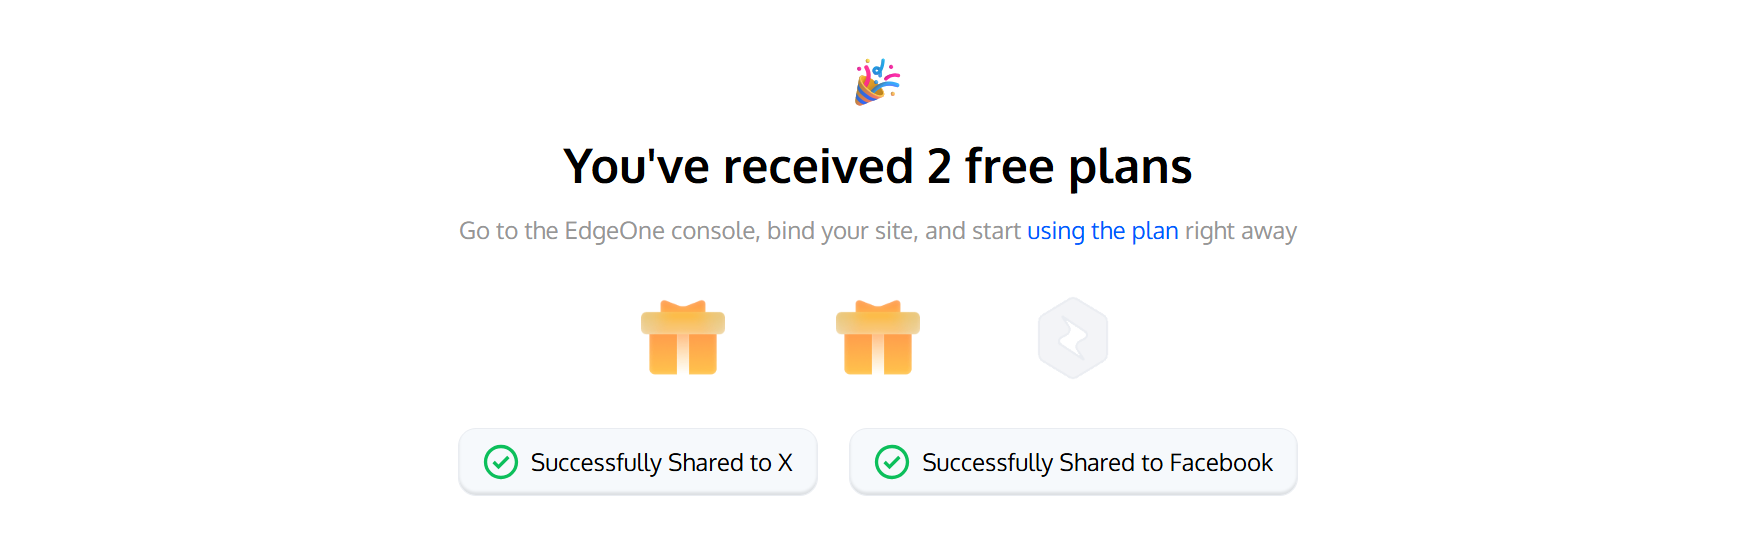 You've received 2 free plans
Go to the EdgeOne console, bind your site, and start using the plan right away
Successfully Shared to X
Successfully Shared to Facebook